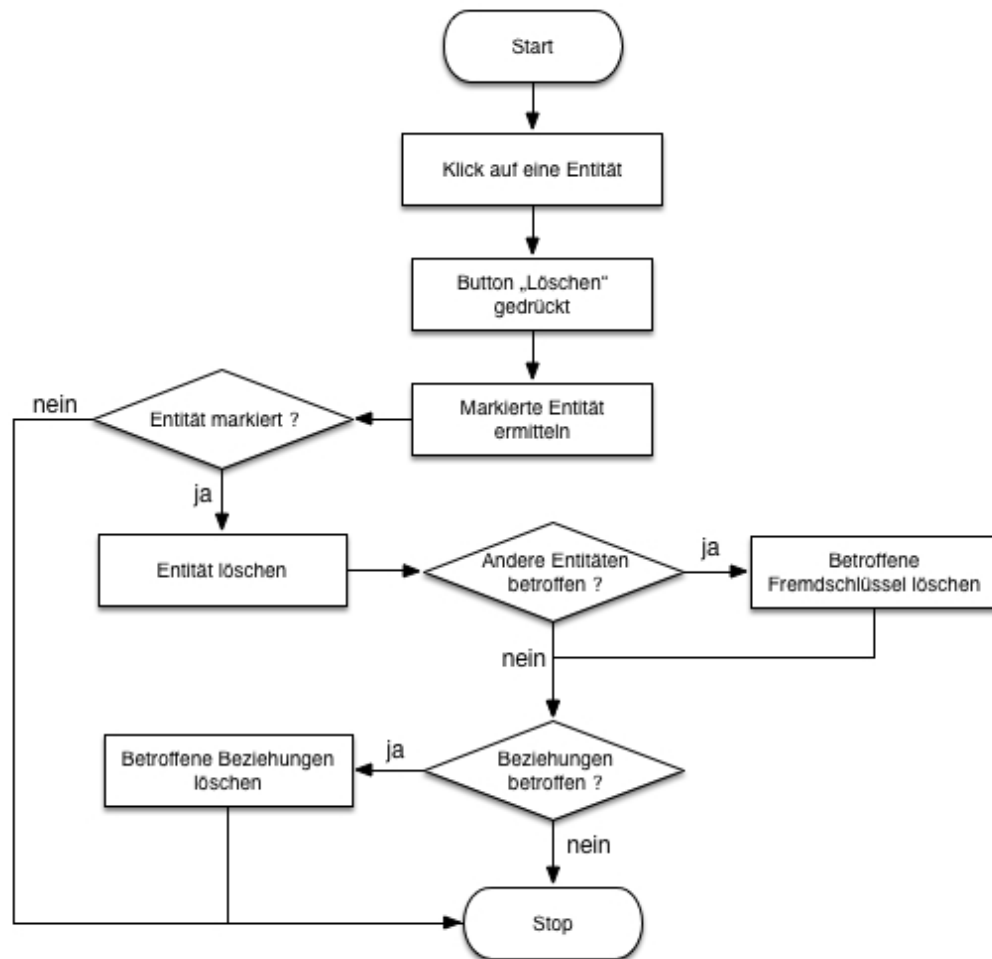 Start
Klick auf eine Entität
Button „Löschen“
gedrückt
Markierte Entität
ermitteln
Entität markiert ?
nein
ja
Entität löschen
Andere Entitäten
betroffen ?
ja
Betroffene
Fremdschlüssel löschen
nein
Beziehungen
betroffen ?
ja
Betroffene Beziehungen
löschen
nein
Stop